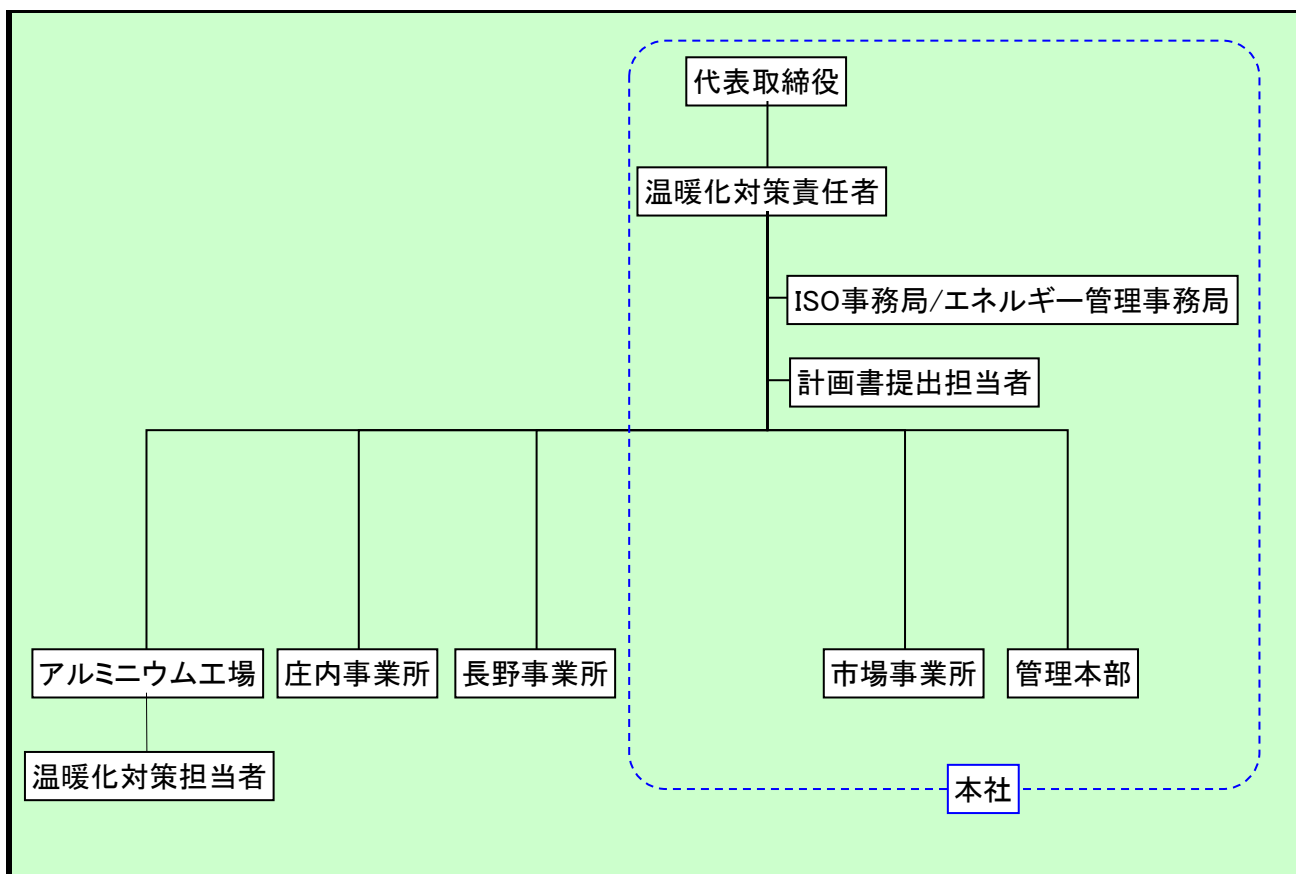 代表取締役
温暖化対策責任者
ISO事務局/エネルギー管理事務局
計画書提出担当者
アルミニウム工場
庄内事業所
長野事業所
市場事業所
管理本部
温暖化対策担当者
本社